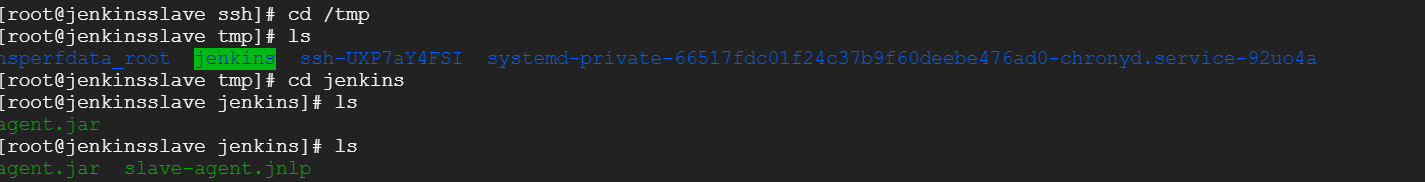 [root@jenkinsslave ssh]# cd /tmp
[root@jenkinsslave tmp]# ls
hsperfdata_root  jenkins  ssh-UXP7aY4FSI  systemd-private-66517fdc01f24c37b9f60deebe476ad0-chronyd.service-92uo4a
[root@jenkinsslave tmp]# cd jenkins
[root@jenkinsslave jenkins]# ls
agent.jar
[root@jenkinsslave jenkins]# ls
agent.jar  slave-agent.jnlp